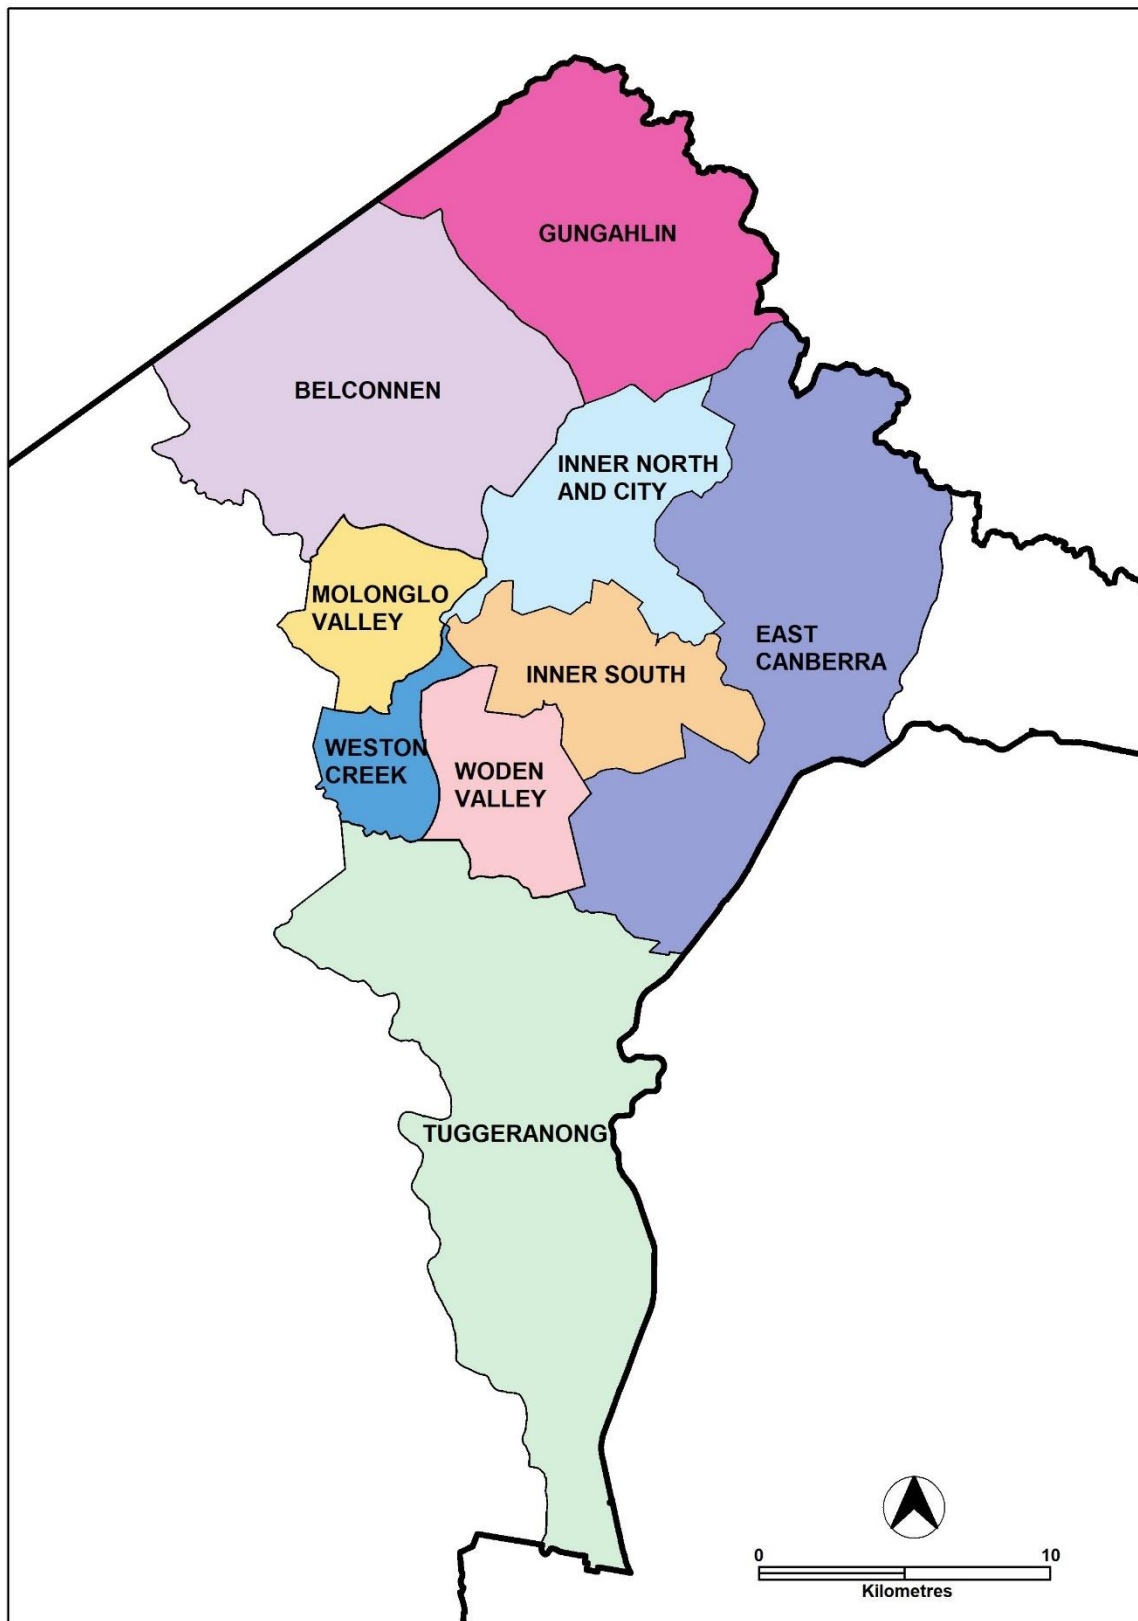 GUNGAHLIN
BELCONNEN
INNER NORTH
AND CITY
MOLONGLO
VALLEY
EAST
CANBERRA
INNER SOUTH
WESTON
CREEK
WODEN
VALLEY
TUGGERANONG
0 10
Kilometres